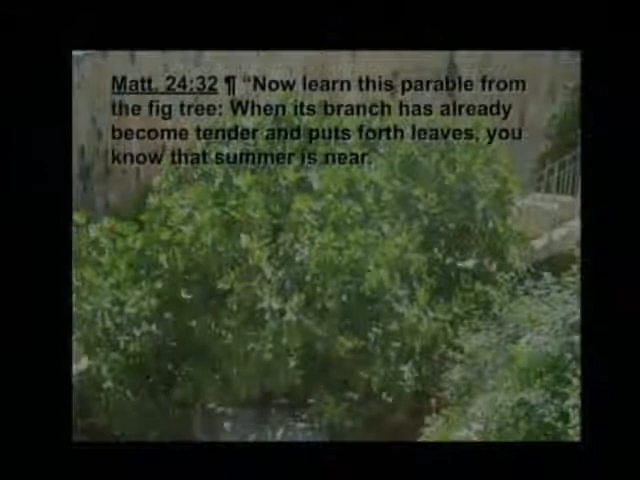 Matt. 24:32 ¶ “Now learn this parable from
the fig tree: When its branch has already
become tender and puts forth leaves, you
know that summer is near.